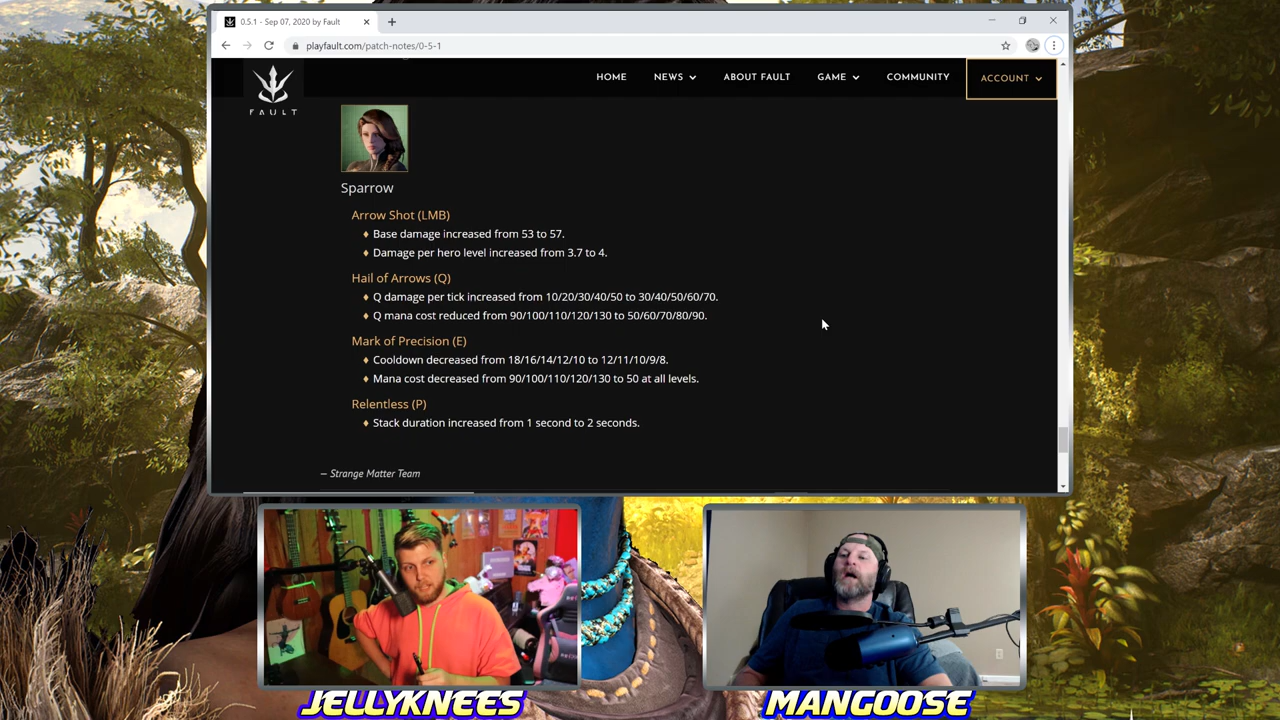 0.5.1 - Sep 07, 2020 by Fault
playfault.com/patch-notes/0-5-1
FAULT
HOME NEWS ABOUT FAULT GAME COMMUNITY ACCOUNT
Sparrow
Arrow Shot (LMB)
♦ Base damage increased from 53 to 57.
♦ Damage per hero level increased from 3.7 to 4.
Hail of Arrows (Q)
♦ Q damage per tick increased from 10/20/30/40/50 to 30/40/50/60/70.
♦ Q mana cost reduced from 90/100/110/120/130 to 50/60/70/80/90.
Mark of Precision (E)
♦ Cooldown decreased from 18/16/14/12/10 to 12/11/10/9/8.
♦ Mana cost decreased from 90/100/110/120/130 to 50 at all levels.
Relentless (P)
♦ Stack duration increased from 1 second to 2 seconds.
— Strange Matter Team
JELLYKNEES
MANGOOSE